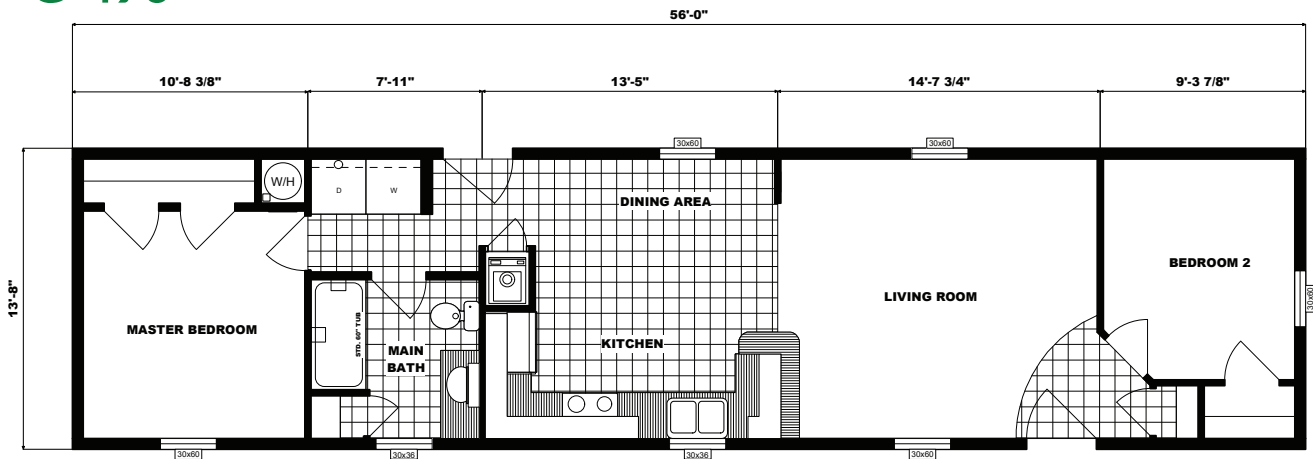 56'-0"
10'-8 3/8"
7'-11"
13'-5"
14'-7 3/4"
9'-3 7/8"
13'-8"
30x60
30x60
W/H
D
W
DINING AREA
BEDROOM 2
30x60
LIVING ROOM
MASTER BEDROOM
STD. 60" TUB
KITCHEN
MAIN
BATH
30x60
30x36
30x36
30x60